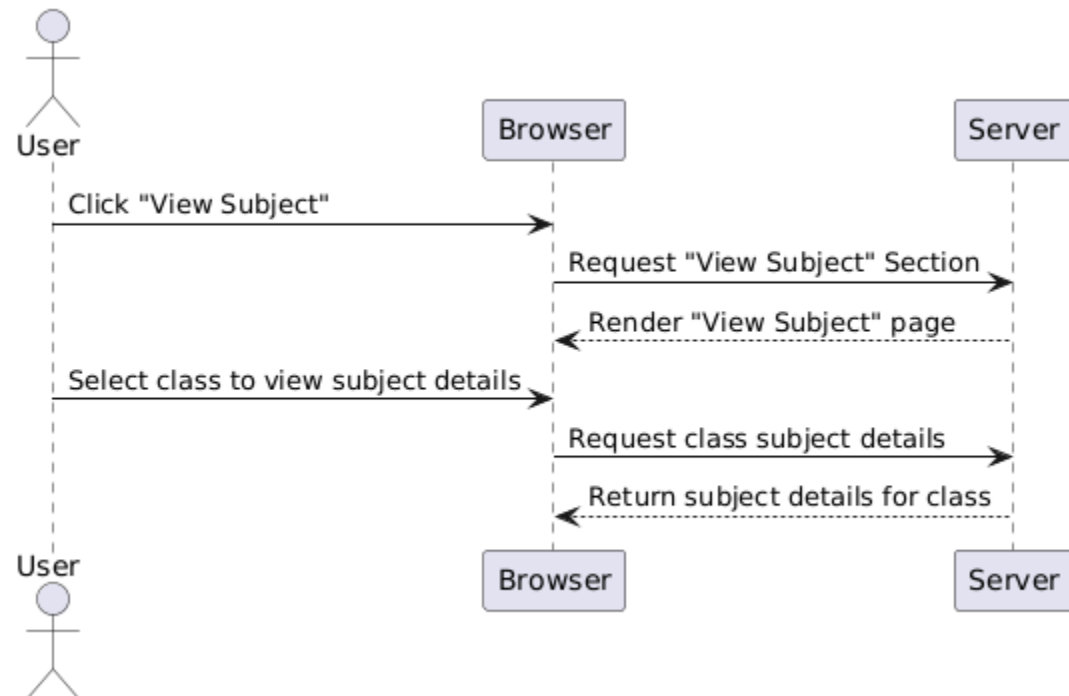 User
Browser
Server
Click "View Subject"
Request "View Subject" Section
Render "View Subject" page
Select class to view subject details
Request class subject details
Return subject details for class
User
Browser
Server